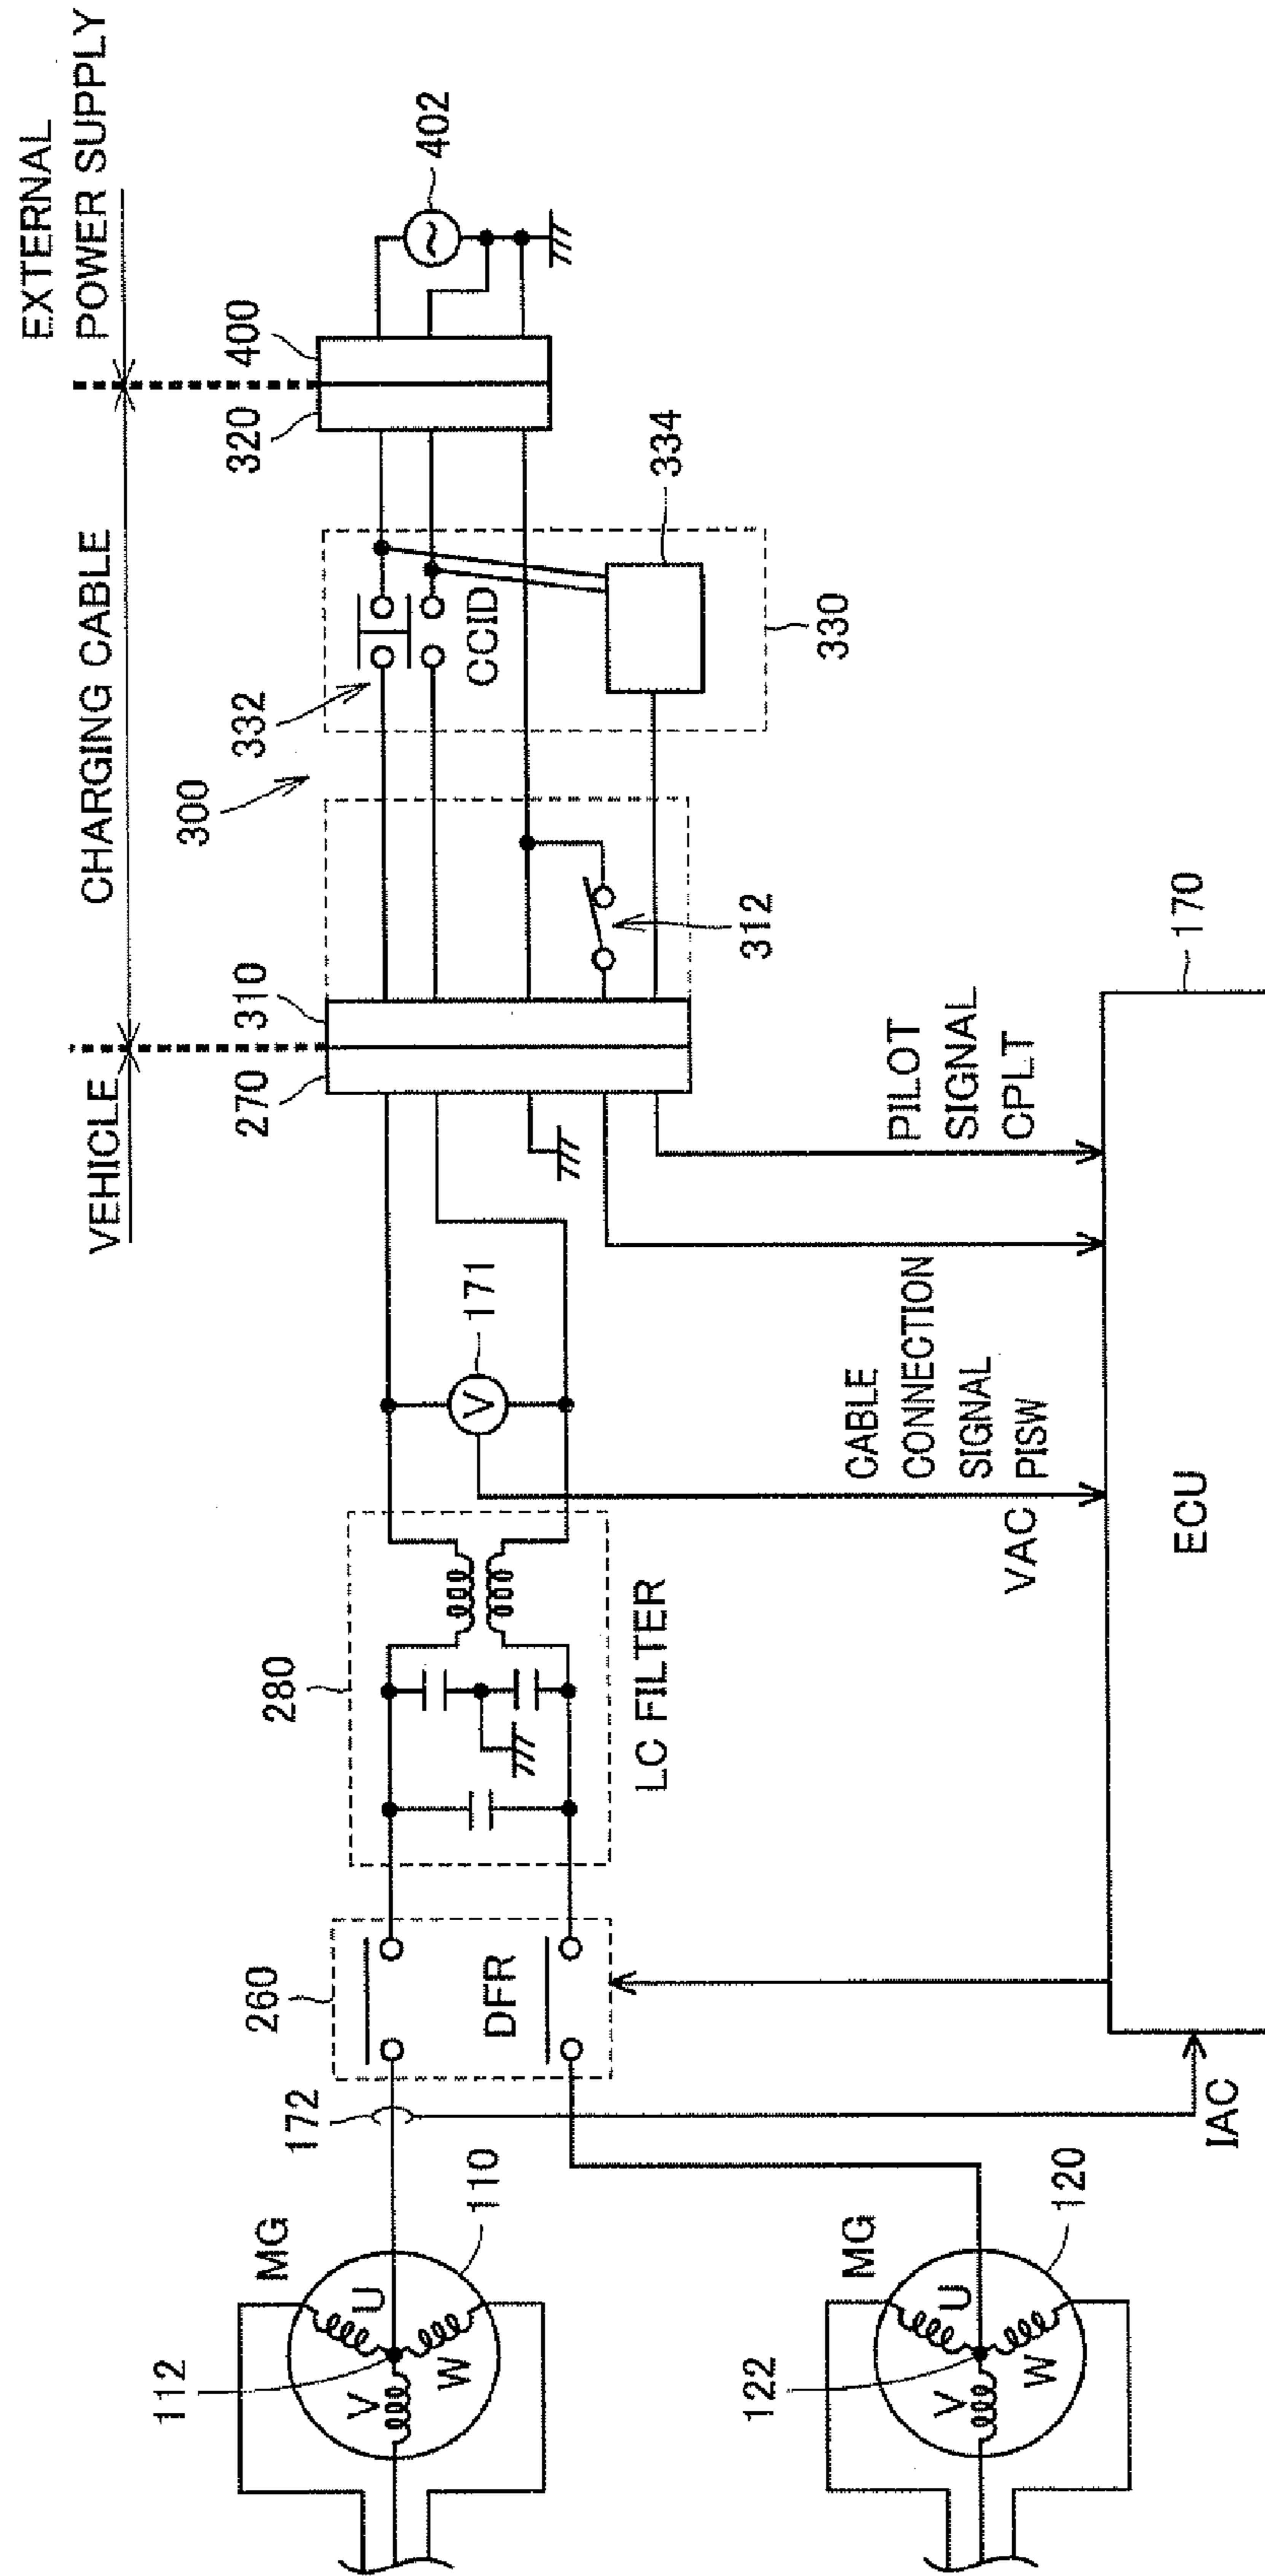 VEHICLE
CHARGING CABLE
EXTERNAL
POWER SUPPLY
300
112
MG
110
172
260
DFR
280
LC FILTER
171
V
270
310
332
CCID
320
400
402
~
U
V
W
312
334
330
122
MG
120
U
V
W
IAC
VAC
CABLE
CONNECTION
SIGNAL
PISW
PILOT
SIGNAL
CPLT
170
ECU